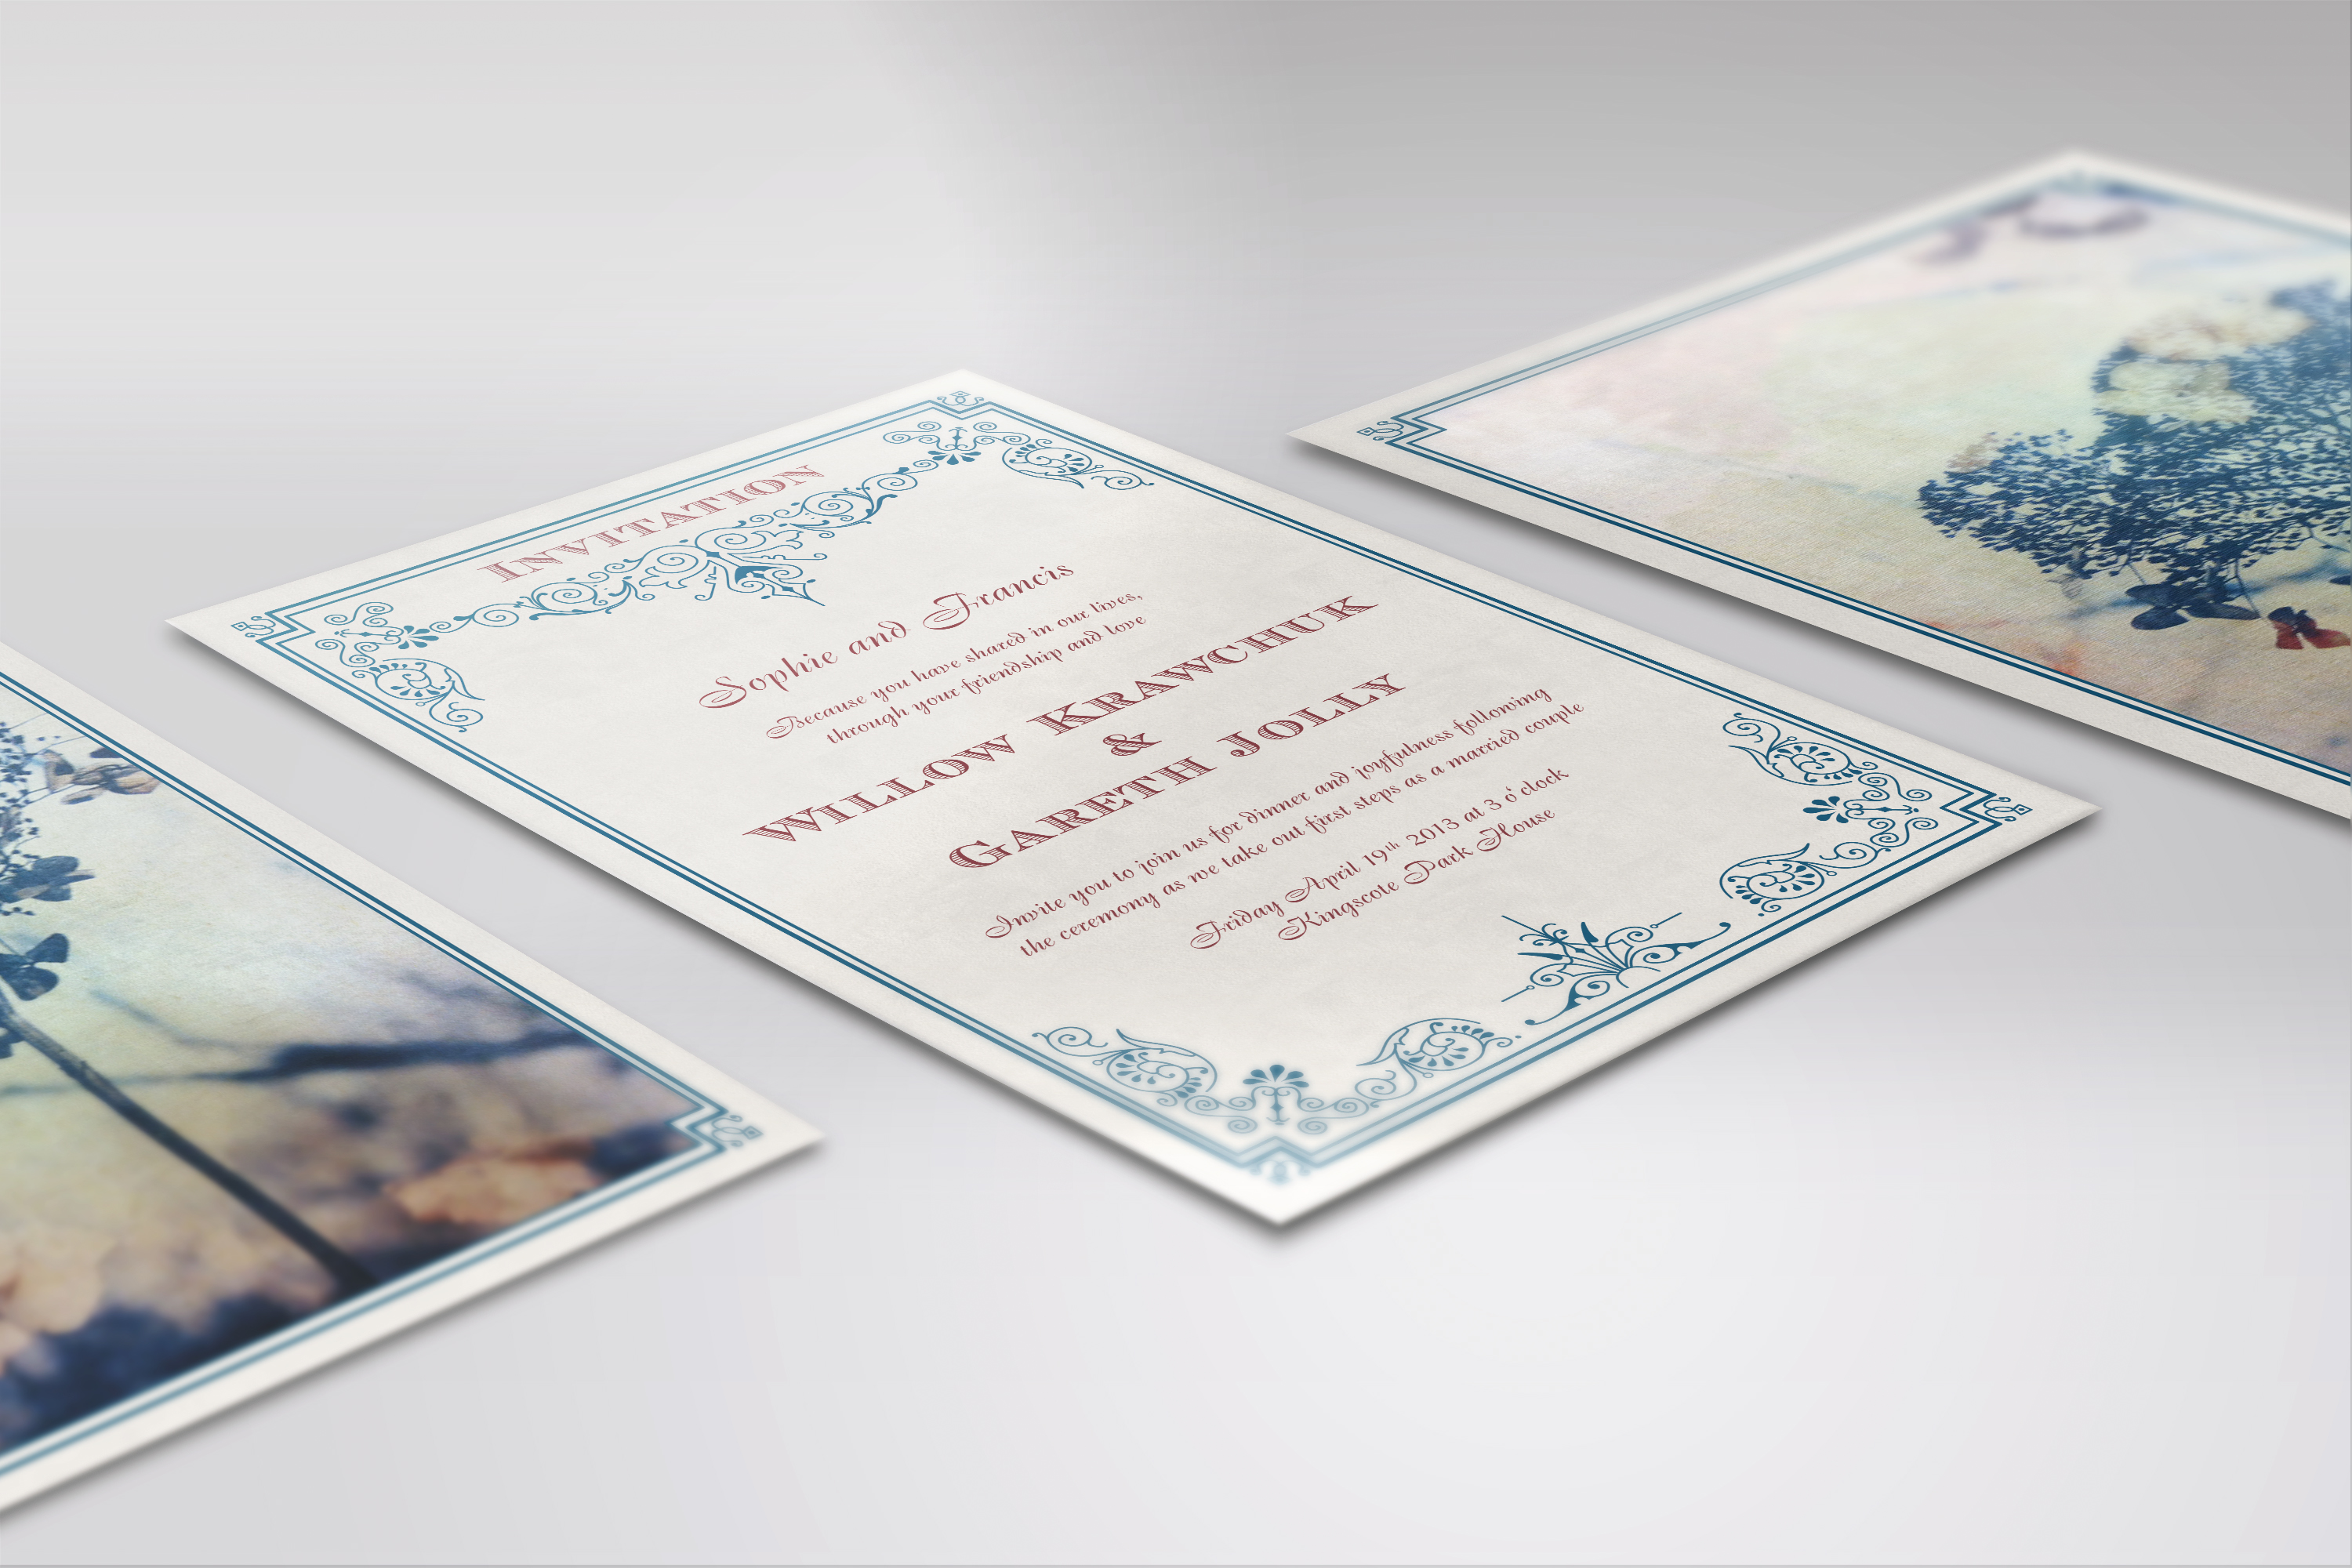 INVITATION
Sophie and Francis
Because you have shared in our lives,
through your friendship and love
WILLOW KRAWCHUK
&
GARETH JOLLY
Invite you to join us for dinner and joyfulness following
the ceremony as we take out first steps as a married couple
Friday April 19th 2013 at 3 o'clock
Kingscote Park House